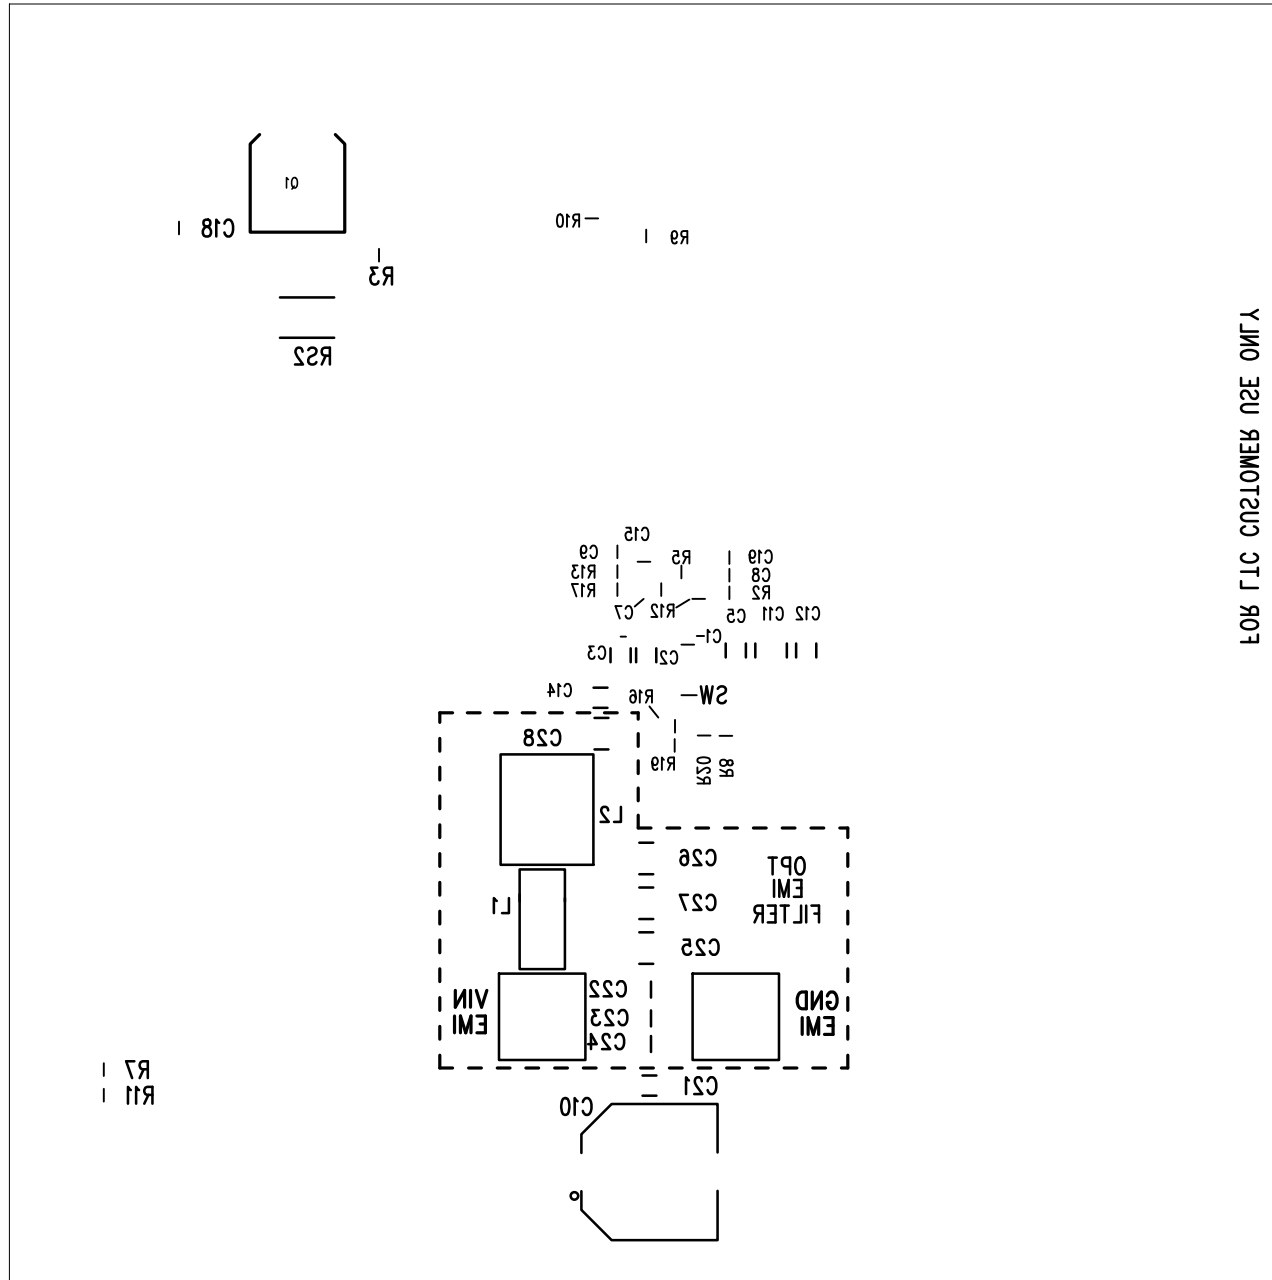 Q1
C18
R10
R9
R3
RS2
FOR LTC CUSTOMER USE ONLY
C15
C9
R5
C19
R13
C8
R17
R2
C7
R12
C5
C11
C12
C1
C3
C2
C14
R16
SW
C28
R19
R20
R8
L2
C26
OPT
EMI
FILTER
C27
L1
C25
C22
VIN
EMI
GND
EMI
C23
C24
R7
C21
R11
C10